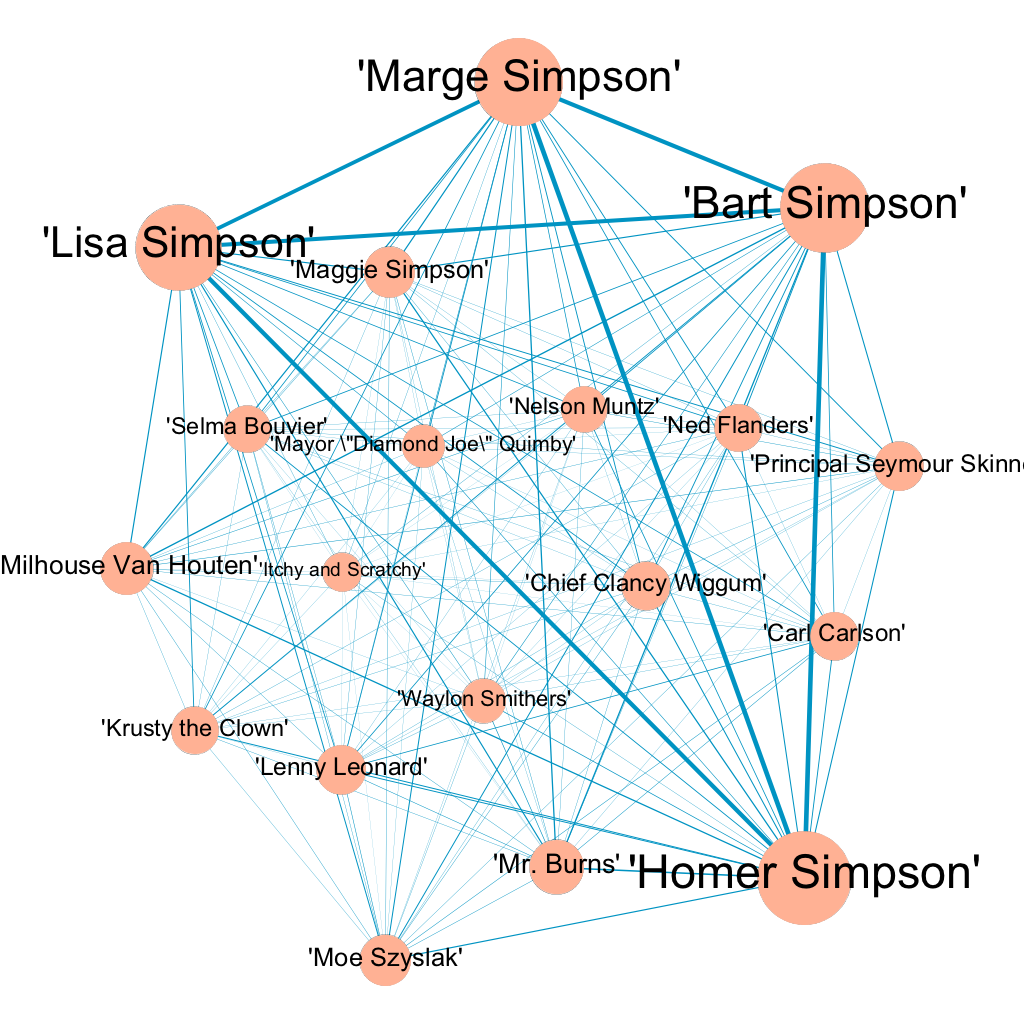 'Marge Simpson'
'Bart Simpson'
'Lisa Simpson'
'Maggie Simpson'
'Nelson Muntz'
'Selma Bouvier'
'Ned Flanders'
'Mayor \"Diamond Joe\" Quimby'
'Principal Seymour Skinn
Milhouse Van Houten'
'Itchy and Scratchy'
'Chief Clancy Wiggum'
'Carl Carlson'
'Waylon Smithers'
'Krusty the Clown'
'Lenny Leonard'
'Mr. Burns'
'Homer Simpson'
'Moe Szyslak'